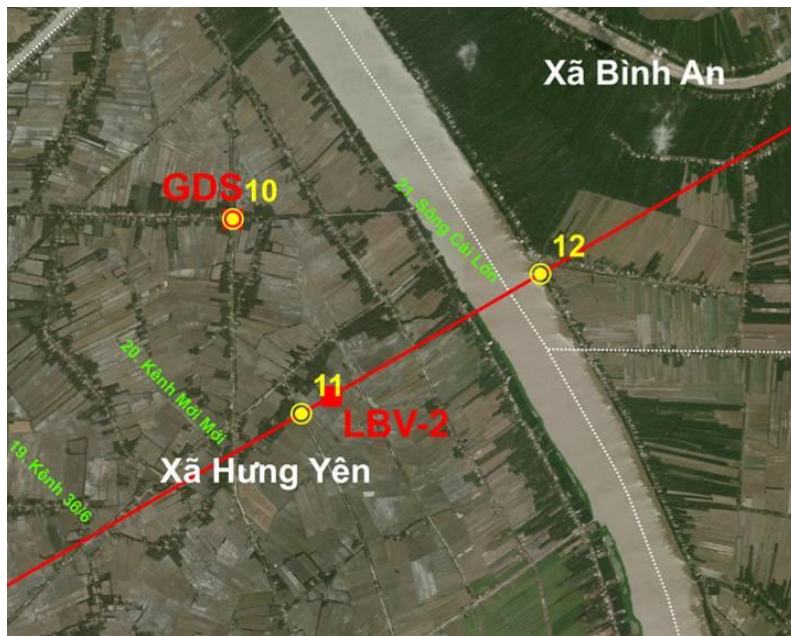 Xã Bình An
GDS 10
21. Sông Cái Lớn
12
20. Kênh Mới Mới
11
LBV-2
19. Kênh 36/6
Xã Hưng Yên